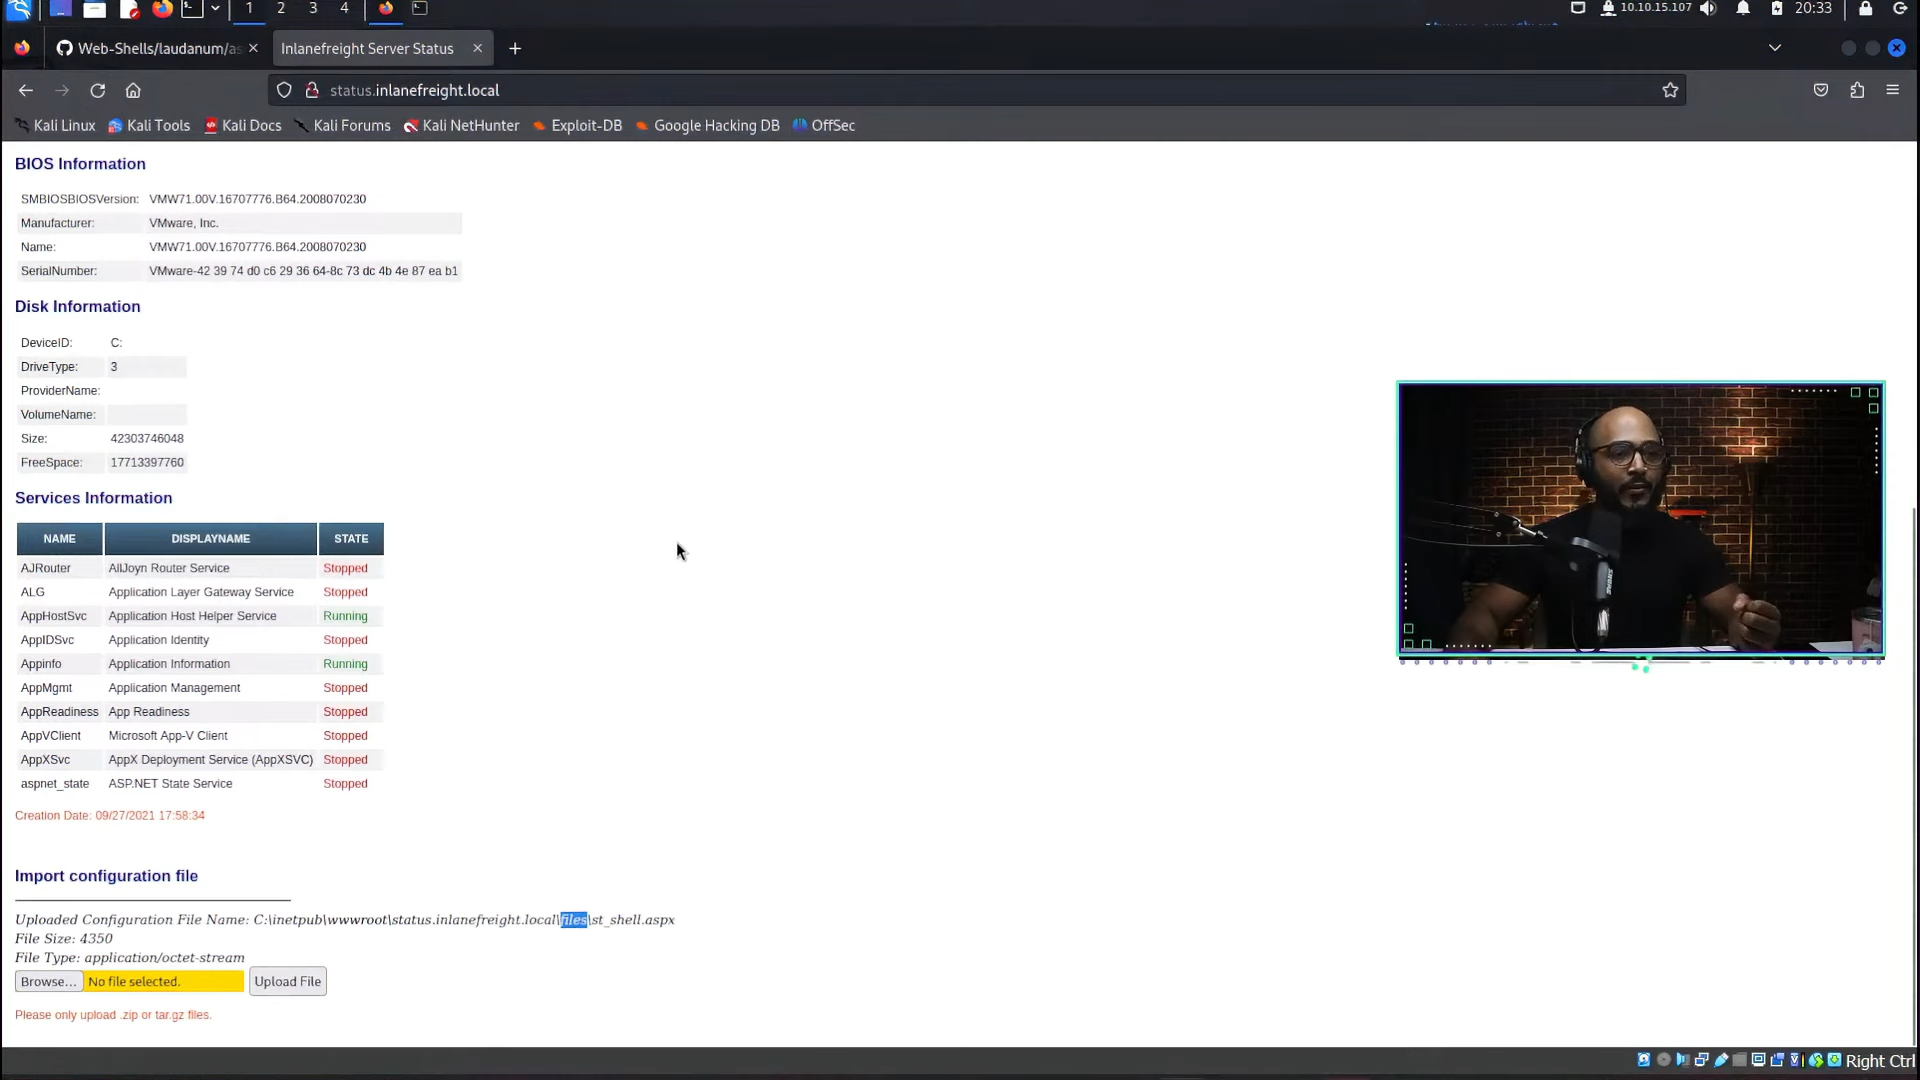 1 2 3 4
10.10.15.107 20:33
Web-Shells/laudanum/as
Inlanefreight Server Status
status.inlanefreight.local
Kali Linux Kali Tools Kali Docs Kali Forums Kali NetHunter Exploit-DB Google Hacking DB OffSec
BIOS Information
SMBIOSBIOSVersion: VMW71.00V.16707776.B64.2008070230
Manufacturer: VMware, Inc.
Name: VMW71.00V.16707776.B64.2008070230
SerialNumber: VMware-42 39 74 d0 c6 29 36 64-8c 73 dc 4b 4e 87 ea b1
Disk Information
DeviceID: C:
DriveType: 3
ProviderName:
VolumeName:
Size: 42303746048
FreeSpace: 17713397760
Services Information
NAME DISPLAYNAME STATE
AJRouter AllJoyn Router Service Stopped
ALG Application Layer Gateway Service Stopped
AppHostSvc Application Host Helper Service Running
AppIDSvc Application Identity Stopped
Appinfo Application Information Running
AppMgmt Application Management Stopped
AppReadiness App Readiness Stopped
AppVClient Microsoft App-V Client Stopped
AppXSvc AppX Deployment Service (AppXSVC) Stopped
aspnet_state ASP.NET State Service Stopped
Creation Date: 09/27/2021 17:58:34
Import configuration file
Uploaded Configuration File Name: C:\inetpub\wwwroot\status.inlanefreight.local\files\st_shell.aspx
File Size: 4350
File Type: application/octet-stream
Browse... No file selected. Upload File
Please only upload .zip or tar.gz files.
Right Ctrl